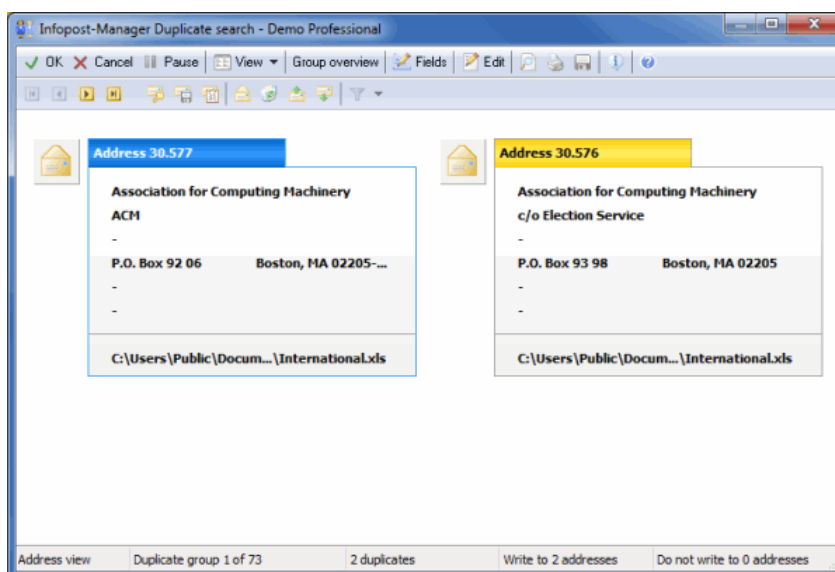 Infopost-Manager Duplicate search - Demo Professional
OK Cancel Pause View Group overview Fields Edit
Address 30.577 Address 30.576
Association for Computing Machinery Association for Computing Machinery
ACM c/o Election Service
- -
P.O. Box 92 06 Boston, MA 02205-... P.O. Box 93 98 Boston, MA 02205
- -
- -
C:\Users\Public\Docum...\International.xls C:\Users\Public\Docum...\International.xls
Address view Duplicate group 1 of 73 2 duplicates Write to 2 addresses Do not write to 0 addresses